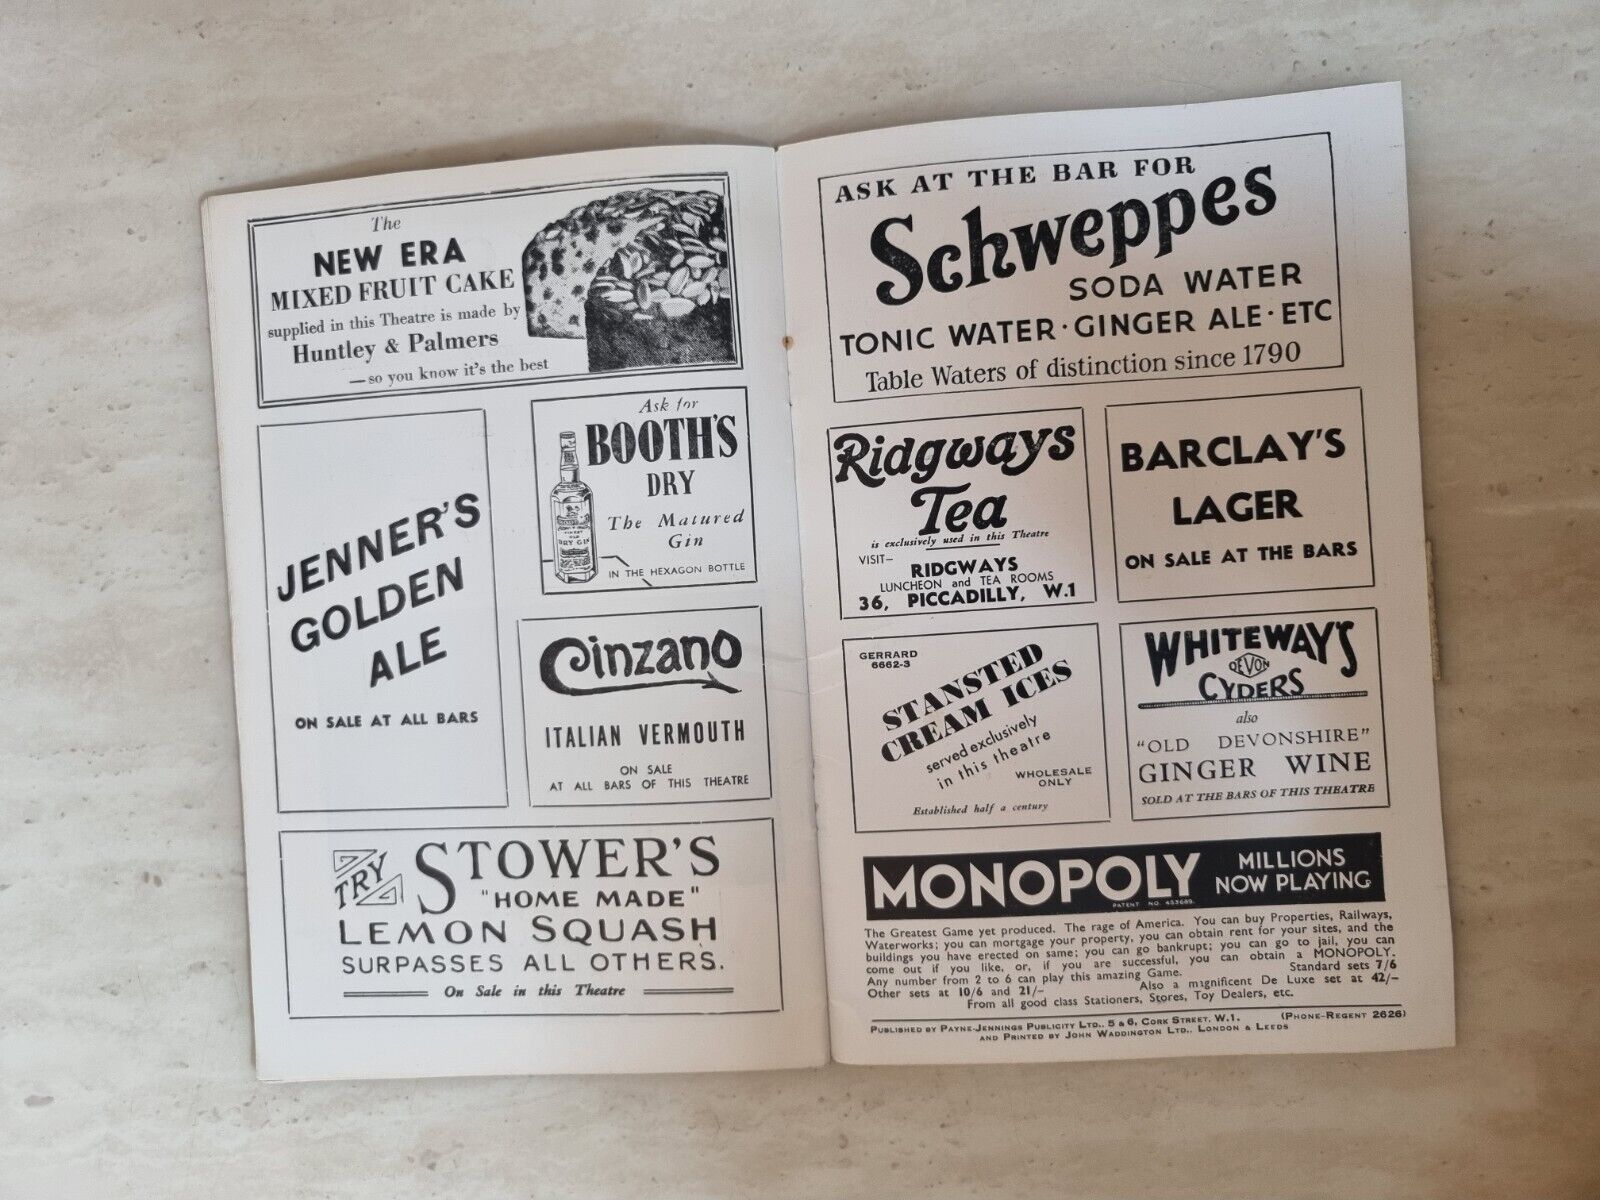 The
NEW ERA
MIXED FRUIT CAKE
supplied in this Theatre is made by
Huntley & Palmers
—so you know it's the best
JENNER'S
GOLDEN
ALE
ON SALE AT ALL BARS
Ask for
BOOTH'S
DRY
The Matured
Gin
IN THE HEXAGON BOTTLE
DRY GIN
Cinzano
ITALIAN VERMOUTH
ON SALE
AT ALL BARS OF THIS THEATRE
TRY
STOWER'S
"HOME MADE"
LEMON SQUASH
SURPASSES ALL OTHERS.
On Sale in this Theatre
ASK AT THE BAR FOR
Schweppes
SODA WATER
TONIC WATER · GINGER ALE · ETC
Table Waters of distinction since 1790
Ridgways
Tea
is exclusively used in this Theatre
VISIT—
RIDGWAYS
LUNCHEON and TEA ROOMS
36, PICCADILLY, W.1
BARCLAY'S
LAGER
ON SALE AT THE BARS
GERRARD
6662-3
STANSTED
CREAM ICES
served exclusively
in this theatre
WHOLESALE
ONLY
Established half a century
WHITEWAY'S
DEVON
CYDERS
also
"OLD DEVONSHIRE"
GINGER WINE
SOLD AT THE BARS OF THIS THEATRE
MONOPOLY
PATENT NO. 453689.
MILLIONS
NOW PLAYING
The Greatest Game yet produced. The rage of America. You can buy Properties, Railways,
Waterworks; you can mortgage your property, you can obtain rent for your sites, and the
buildings you have erected on same; you can go bankrupt; you can go to jail, you can
come out if you like, or, if you are successful, you can obtain a MONOPOLY.
Any number from 2 to 6 can play this amazing Game. Standard sets 7/6
Other sets at 10/6 and 21/- Also a magnificent De Luxe set at 42/-
From all good class Stationers, Stores, Toy Dealers, etc.
PUBLISHED BY PAYNE-JENNINGS PUBLICITY LTD., 5 & 6, CORK STREET, W.1. (PHONE-REGENT 2626)
AND PRINTED BY JOHN WADDINGTON LTD., LONDON & LEEDS